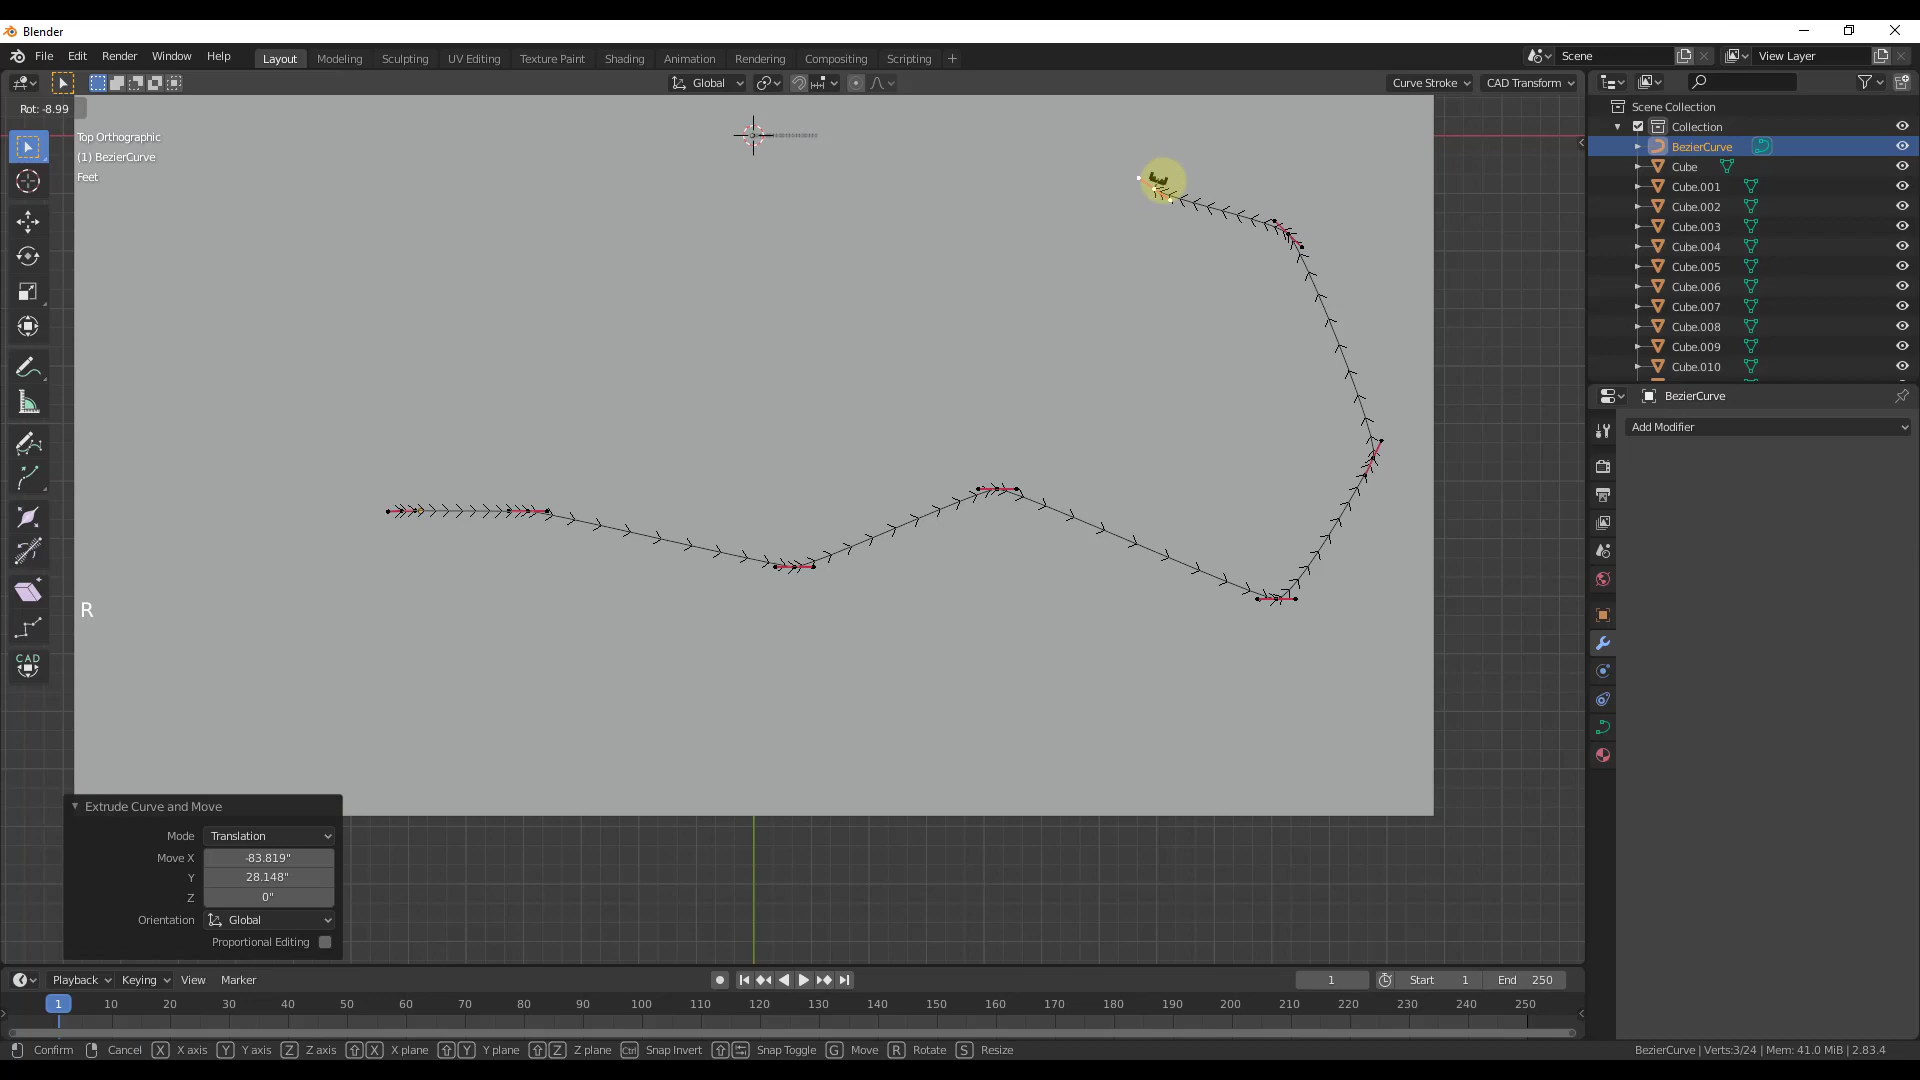 Blender
File Edit Render Window Help
Layout Modeling Sculpting UV Editing Texture Paint Shading Animation Rendering Compositing Scripting +
Scene View Layer
Global
Curve Stroke CAD Transform
Rot: -8.99
Top Orthographic
(1) BezierCurve
Feet
CAD
R
Scene Collection
Collection
BezierCurve
Cube
Cube.001
Cube.002
Cube.003
Cube.004
Cube.005
Cube.006
Cube.007
Cube.008
Cube.009
Cube.010
BezierCurve
Add Modifier
Extrude Curve and Move
Mode Translation
Move X -83.819"
Y 28.148"
Z 0"
Orientation Global
Proportional Editing
Playback Keying View Marker
1 Start 1 End 250
1 10 20 30 40 50 60 70 80 90 100 110 120 130 140 150 160 170 180 190 200 210 220 230 240 250
Confirm Cancel X X axis Y Y axis Z Z axis X X plane Y Y plane Z Z plane Ctrl Snap Invert Snap Toggle G Move R Rotate S Resize
BezierCurve | Verts:3/24 | Mem: 41.0 MiB | 2.83.4